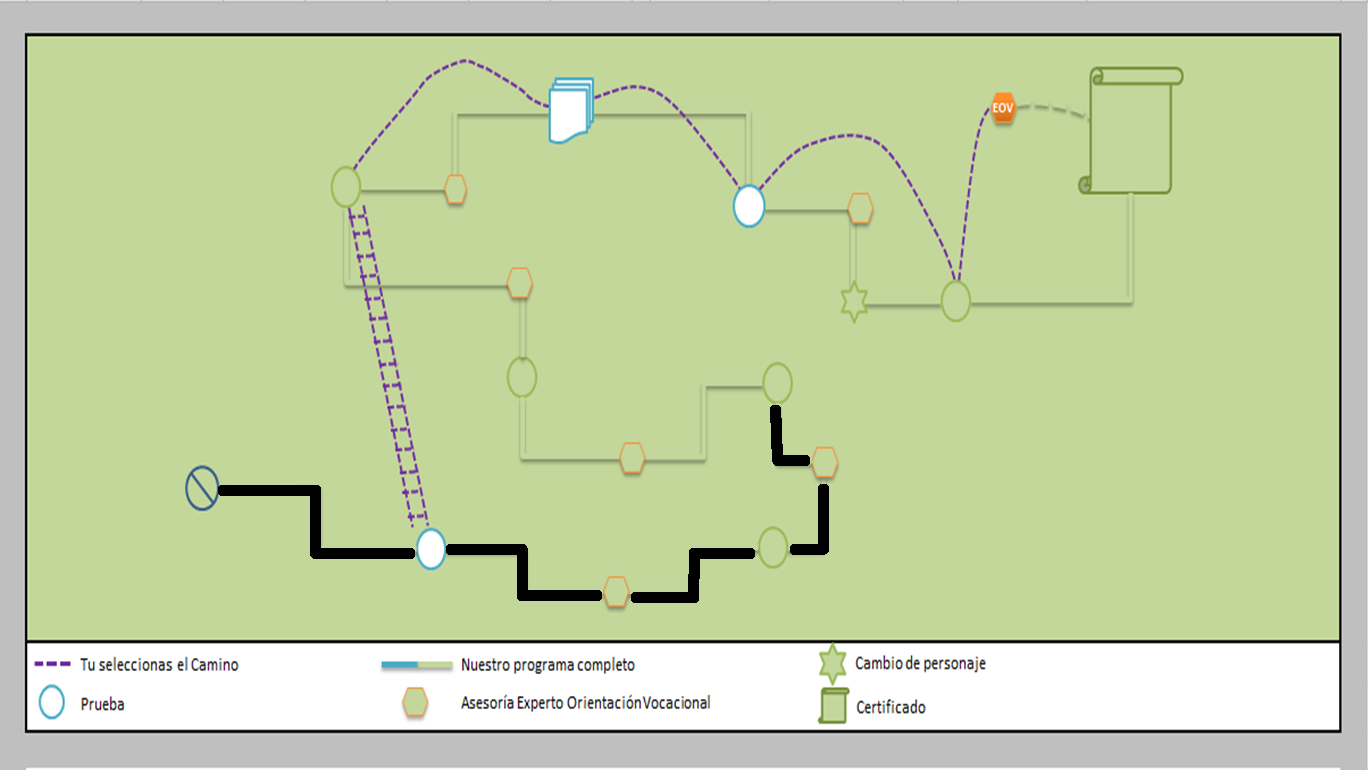 EOV
Tu seleccionas el Camino
Nuestro programa completo
Cambio de personaje
Prueba
Asesoría Experto Orientación Vocacional
Certificado